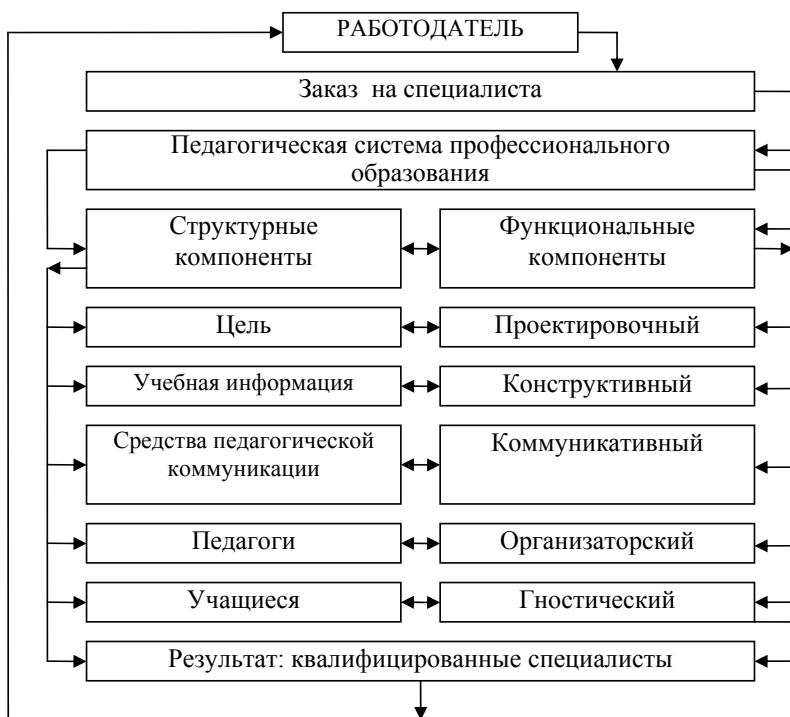 РАБОТОДАТЕЛЬ
Заказ на специалиста
Педагогическая система профессионального
образования
Структурные
компоненты
Функциональные
компоненты
Цель
Проектировочный
Учебная информация
Конструктивный
Средства педагогической
коммуникации
Коммуникативный
Педагоги
Организаторский
Учащиеся
Гностический
Результат: квалифицированные специалисты